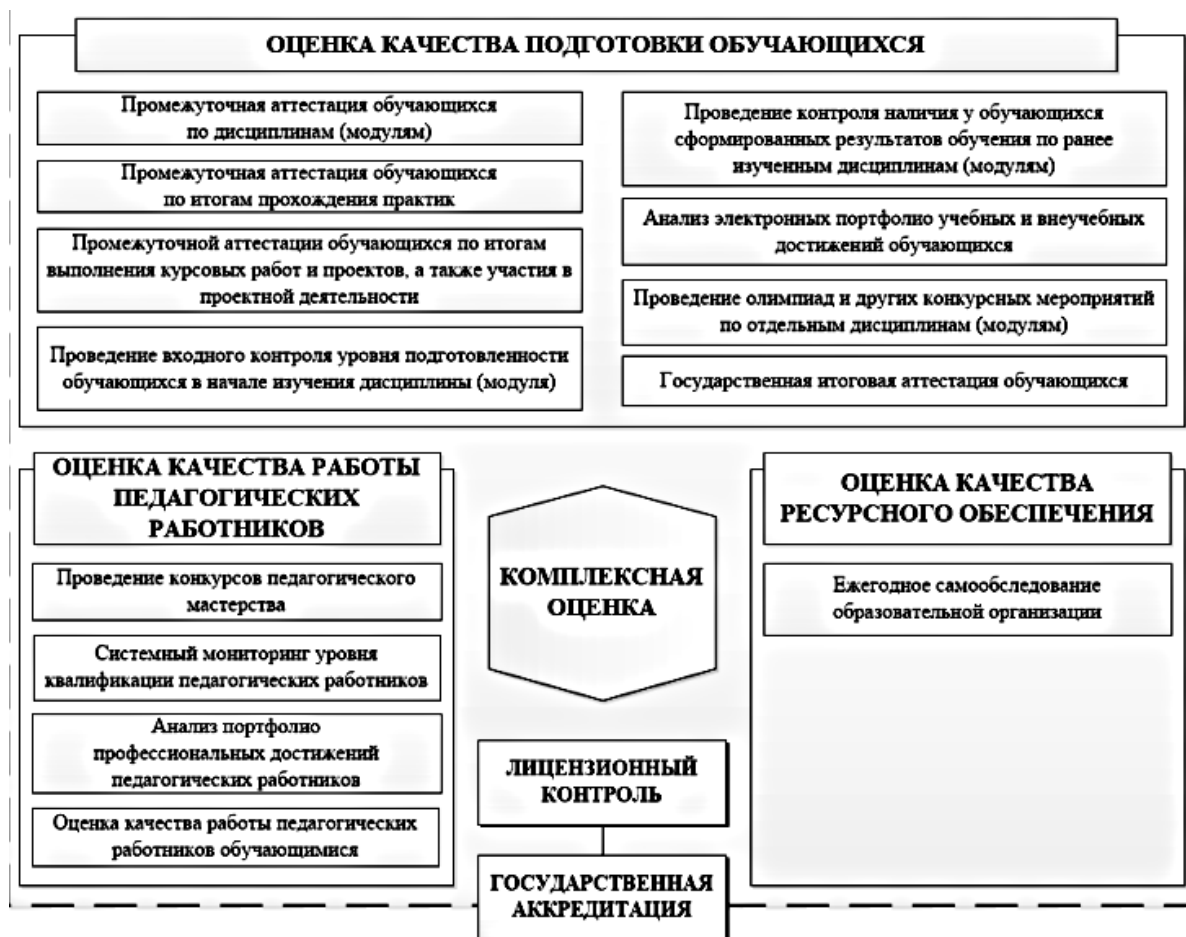 ОЦЕНКА КАЧЕСТВА ПОДГОТОВКИ ОБУЧАЮЩИХСЯ
Промежуточная аттестация обучающихся
по дисциплинам (модулям)
Промежуточная аттестация обучающихся
по итогам прохождения практик
Промежуточной аттестации обучающихся по итогам
выполнения курсовых работ и проектов, а также участия в
проектной деятельности
Проведение входного контроля уровня подготовленности
обучающихся в начале изучения дисциплины (модуля)
Проведение контроля наличия у обучающихся
сформированных результатов обучения по ранее
изученным дисциплинам (модулям)
Анализ электронных портфолио учебных и внеучебных
достижений обучающихся
Проведение олимпиад и других конкурсных мероприятий
по отдельным дисциплинам (модулям)
Государственная итоговая аттестация обучающихся
ОЦЕНКА КАЧЕСТВА РАБОТЫ
ПЕДАГОГИЧЕСКИХ
РАБОТНИКОВ
Проведение конкурсов педагогического
мастерства
Системный мониторинг уровня
квалификации педагогических работников
Анализ портфолио
профессиональных достижений
педагогических работников
Оценка качества работы педагогических
работников обучающимися
КОМПЛЕКСНАЯ
ОЦЕНКА
ЛИЦЕНЗИОННЫЙ
КОНТРОЛЬ
ГОСУДАРСТВЕННАЯ
АККРЕДИТАЦИЯ
ОЦЕНКА КАЧЕСТВА
РЕСУРСНОГО ОБЕСПЕЧЕНИЯ
Ежегодное самообследование
образовательной организации